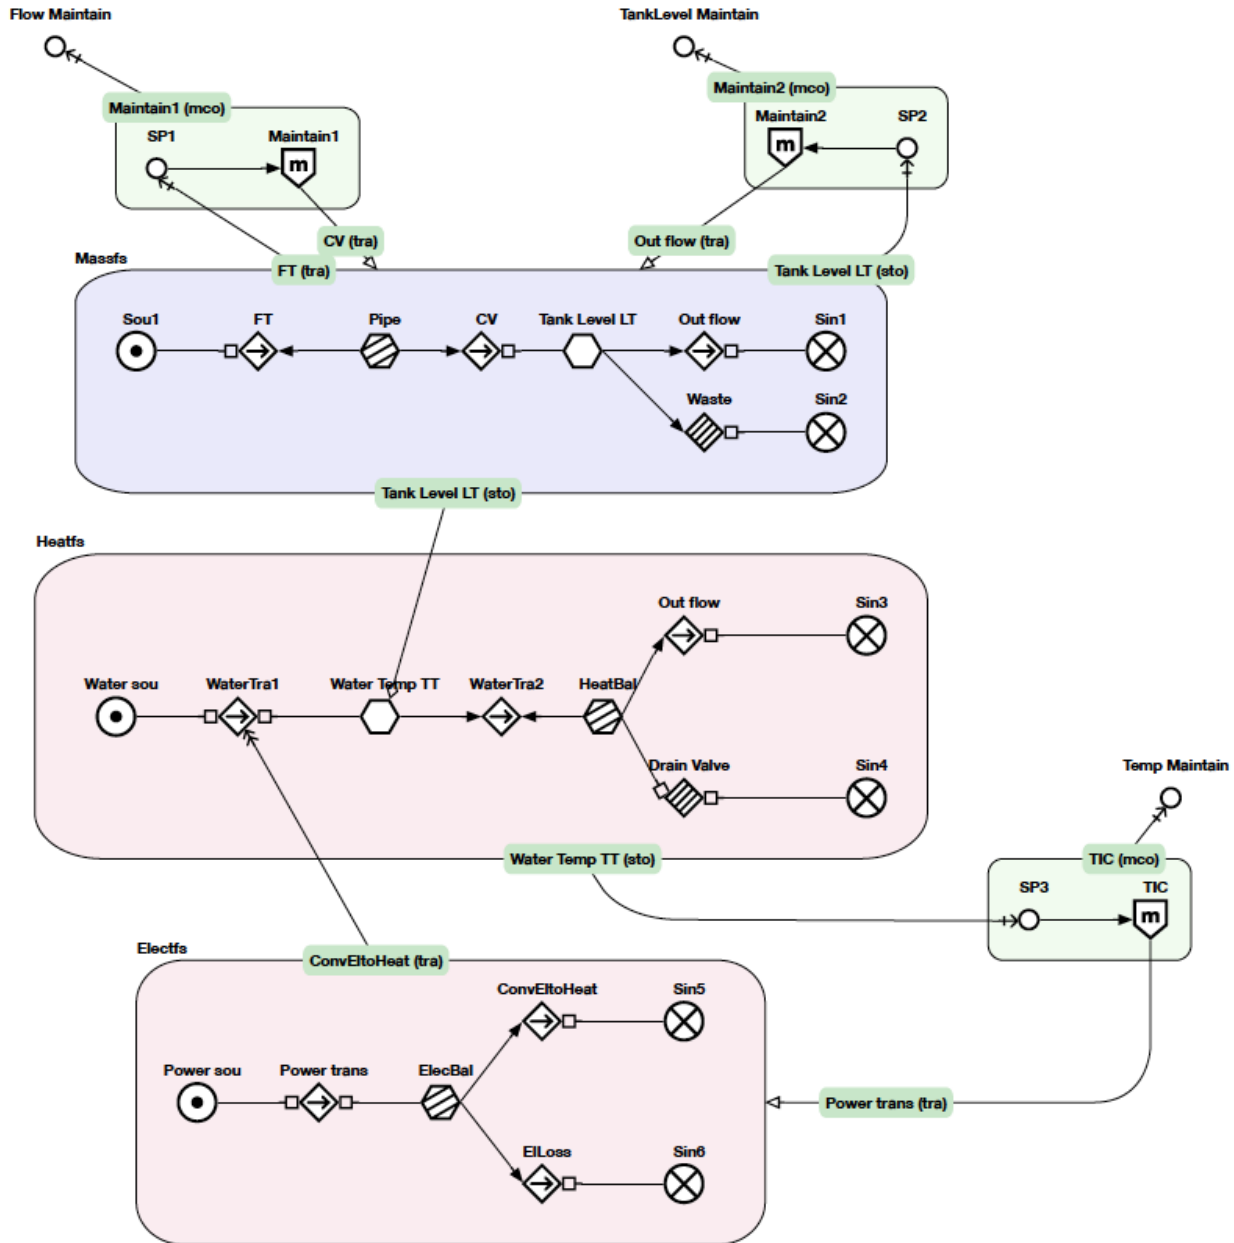 Flow Maintain
TankLevel Maintain
Maintain1 (mco)
Maintain2 (mco)
SP1
Maintain1
m
Maintain2
SP2
m
CV (tra)
Out flow (tra)
Massfs
FT (tra)
Tank Level LT (sto)
Sou1
FT
Pipe
CV
Tank Level LT
Out flow
Sin1
Waste
Sin2
Tank Level LT (sto)
Heatfs
Out flow
Sin3
Water sou
WaterTra1
Water Temp TT
WaterTra2
HeatBal
Drain Valve
Sin4
Temp Maintain
Water Temp TT (sto)
TIC (mco)
SP3
TIC
m
Electfs
ConvEltoHeat (tra)
ConvEltoHeat
Sin5
Power sou
Power trans
ElecBal
Power trans (tra)
ElLoss
Sin6